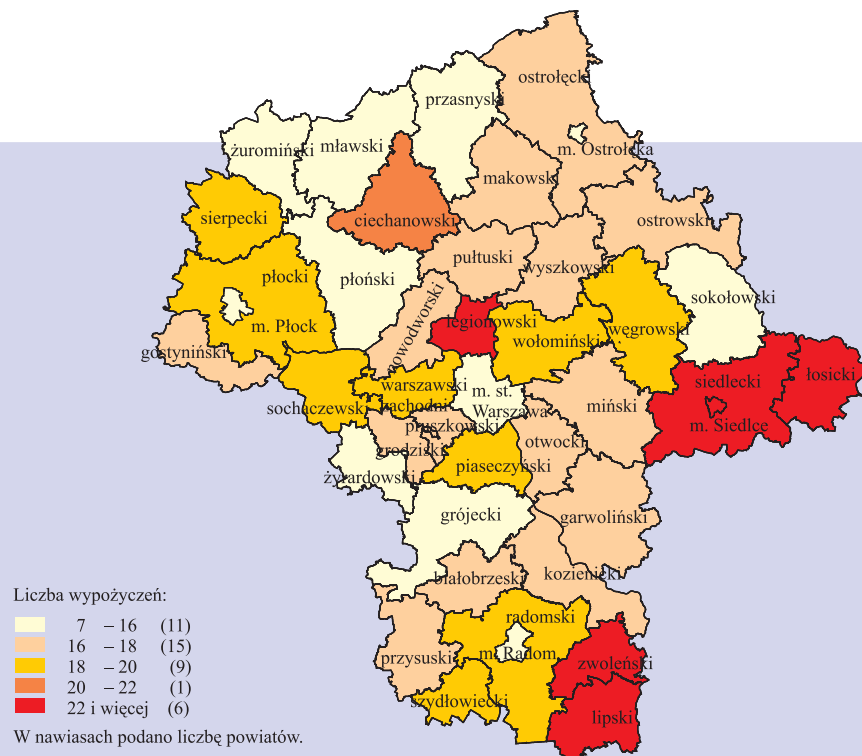 ostrołęcki
przasnyski
żuromiński
mławski
m. Ostrołęka
makowski
sierpecki
ciechanowski
ostrowski
płocki
płoński
pułtuski
wyszkowski
sokołowski
m. Płock
nowodworski
legionowski
wołomiński
węgrowski
gostyniński
sochaczewski
warszawski
zachodni
m. st.
Warszawa
miński
siedlecki
łosicki
m. Siedlce
pruszkowski
grodziski
otwocki
żyrardowski
piaseczyński
grójecki
garwoliński
białobrzeski
kozienicki
radomski
przysuski
m. Radom
zwoleński
szydłowiecki
lipski
Liczba wypożyczeń:
7 – 16 (11)
16 – 18 (15)
18 – 20 (9)
20 – 22 (1)
22 i więcej (6)
W nawiasach podano liczbę powiatów.